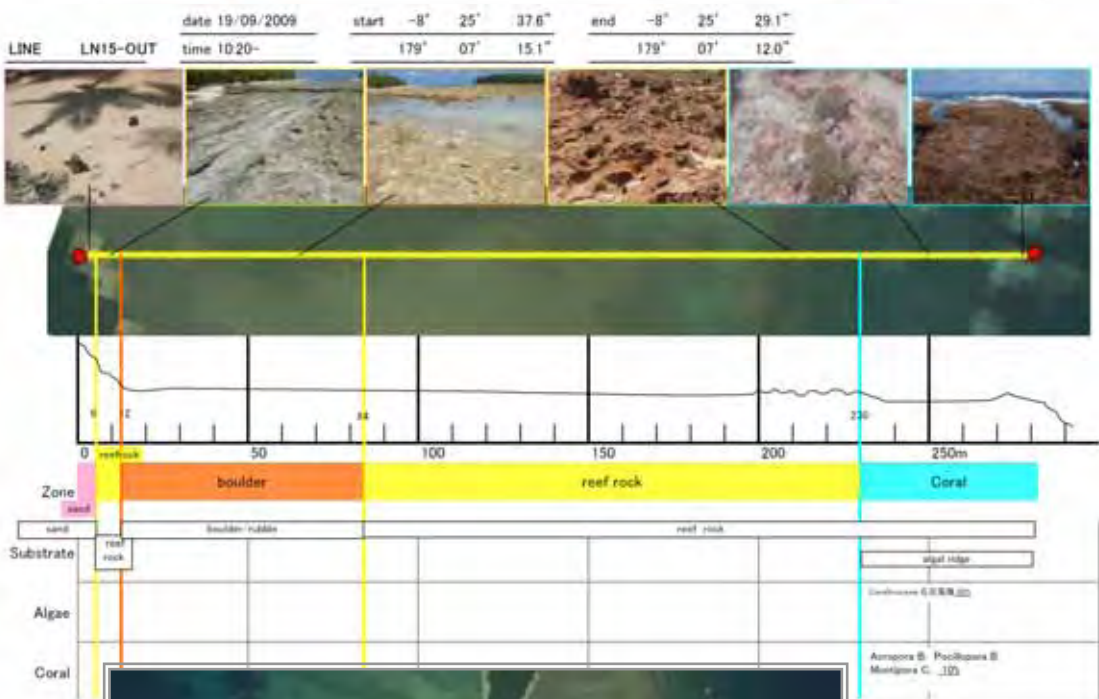 date 19/09/2009 start -8° 25' 37.6" end -8° 25' 29.1"
LINE LN15-OUT time 10:20- 179° 07' 15.1" 179° 07' 12.0"
12 84 230
0 50 100 150 200 250m
reef rock
Zone boulder reef rock Coral
sand
sand boulder/rubble reef rock
Substrate reef rock algal ridge
Algae
Coral Acropora B. Pocillopora B
Montipora C. 10%